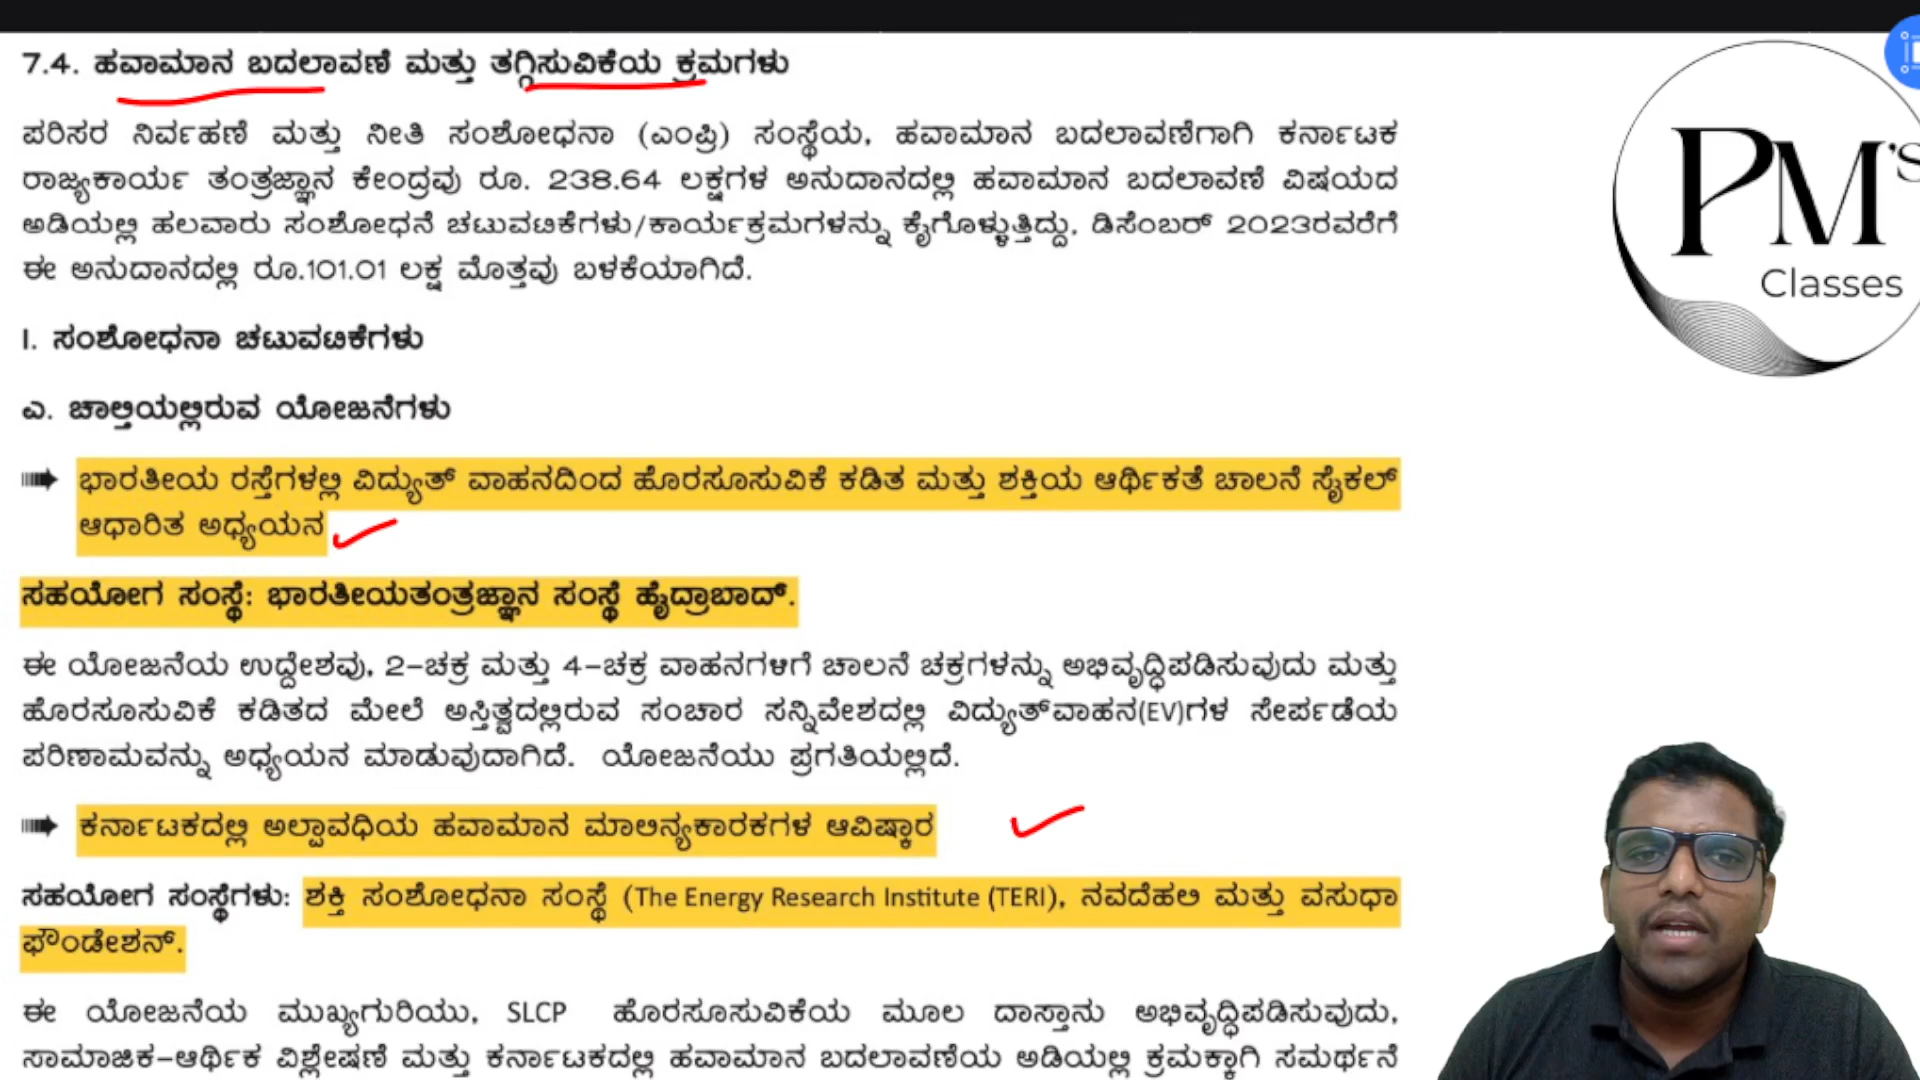 7.4. ಹವಾಮಾನ ಬದಲಾವಣೆ ಮತ್ತು ತಗ್ಗಿಸುವಿಕೆಯ ಕ್ರಮಗಳು
ಪರಿಸರ ನಿರ್ವಹಣೆ ಮತ್ತು ನೀತಿ ಸಂಶೋಧನಾ (ಎಂಪ್ರಿ) ಸಂಸ್ಥೆಯ, ಹವಾಮಾನ ಬದಲಾವಣೆಗಾಗಿ ಕರ್ನಾಟಕ
ರಾಜ್ಯಕಾರ್ಯ ತಂತ್ರಜ್ಞಾನ ಕೇಂದ್ರವು ರೂ. 238.64 ಲಕ್ಷಗಳ ಅನುದಾನದಲ್ಲಿ ಹವಾಮಾನ ಬದಲಾವಣೆ ವಿಷಯದ
ಅಡಿಯಲ್ಲಿ ಹಲವಾರು ಸಂಶೋಧನೆ ಚಟುವಟಿಕೆಗಳು/ಕಾರ್ಯಕ್ರಮಗಳನ್ನು ಕೈಗೊಳ್ಳುತ್ತಿದ್ದು, ಡಿಸೆಂಬರ್ 2023ರವರೆಗೆ
ಈ ಅನುದಾನದಲ್ಲಿ ರೂ.101.01 ಲಕ್ಷ ಮೊತ್ತವು ಬಳಕೆಯಾಗಿದೆ.
I. ಸಂಶೋಧನಾ ಚಟುವಟಿಕೆಗಳು
ಎ. ಚಾಲ್ತಿಯಲ್ಲಿರುವ ಯೋಜನೆಗಳು
ಭಾರತೀಯ ರಸ್ತೆಗಳಲ್ಲಿ ವಿದ್ಯುತ್ ವಾಹನದಿಂದ ಹೊರಸೂಸುವಿಕೆ ಕಡಿತ ಮತ್ತು ಶಕ್ತಿಯ ಆರ್ಥಿಕತೆ ಚಾಲನೆ ಸೈಕಲ್
ಆಧಾರಿತ ಅಧ್ಯಯನ
ಸಹಯೋಗ ಸಂಸ್ಥೆ: ಭಾರತೀಯತಂತ್ರಜ್ಞಾನ ಸಂಸ್ಥೆ ಹೈದ್ರಾಬಾದ್.
ಈ ಯೋಜನೆಯ ಉದ್ದೇಶವು, 2-ಚಕ್ರ ಮತ್ತು 4-ಚಕ್ರ ವಾಹನಗಳಿಗೆ ಚಾಲನೆ ಚಕ್ರಗಳನ್ನು ಅಭಿವೃದ್ಧಿಪಡಿಸುವುದು ಮತ್ತು
ಹೊರಸೂಸುವಿಕೆ ಕಡಿತದ ಮೇಲೆ ಅಸ್ತಿತ್ವದಲ್ಲಿರುವ ಸಂಚಾರ ಸನ್ನಿವೇಶದಲ್ಲಿ ವಿದ್ಯುತ್‌ವಾಹನ(EV)ಗಳ ಸೇರ್ಪಡೆಯ
ಪರಿಣಾಮವನ್ನು ಅಧ್ಯಯನ ಮಾಡುವುದಾಗಿದೆ. ಯೋಜನೆಯು ಪ್ರಗತಿಯಲ್ಲಿದೆ.
ಕರ್ನಾಟಕದಲ್ಲಿ ಅಲ್ಪಾವಧಿಯ ಹವಾಮಾನ ಮಾಲಿನ್ಯಕಾರಕಗಳ ಆವಿಷ್ಕಾರ
ಸಹಯೋಗ ಸಂಸ್ಥೆಗಳು: ಶಕ್ತಿ ಸಂಶೋಧನಾ ಸಂಸ್ಥೆ (The Energy Research Institute (TERI), ನವದೆಹಲಿ ಮತ್ತು ವಸುಧಾ
ಫೌಂಡೇಶನ್.
ಈ ಯೋಜನೆಯ ಮುಖ್ಯಗುರಿಯು, SLCP ಹೊರಸೂಸುವಿಕೆಯ ಮೂಲ ದಾಸ್ತಾನು ಅಭಿವೃದ್ಧಿಪಡಿಸುವುದು,
ಸಾಮಾಜಿಕ-ಆರ್ಥಿಕ ವಿಶ್ಲೇಷಣೆ ಮತ್ತು ಕರ್ನಾಟಕದಲ್ಲಿ ಹವಾಮಾನ ಬದಲಾವಣೆಯ ಅಡಿಯಲ್ಲಿ ಕ್ರಮಕ್ಕಾಗಿ ಸಮರ್ಥನೆ
PM's
Classes